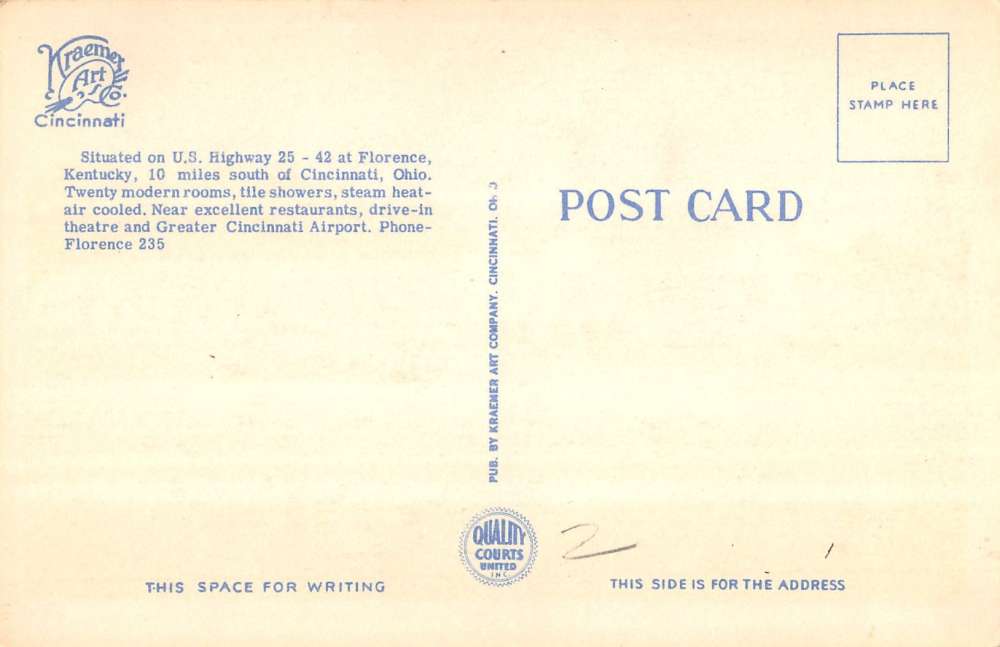 Kraemer
Art
Co.
Cincinnati
PLACE
STAMP HERE
Situated on U.S. Highway 25 - 42 at Florence,
Kentucky, 10 miles south of Cincinnati, Ohio.
Twenty modern rooms, tile showers, steam heat-
air cooled. Near excellent restaurants, drive-in
theatre and Greater Cincinnati Airport. Phone-
Florence 235
POST CARD
PUB. BY KRAEMER ART COMPANY, CINCINNATI,
QUALITY
COURTS
UNITED
INC.
2
THIS SPACE FOR WRITING
THIS SIDE IS FOR THE ADDRESS